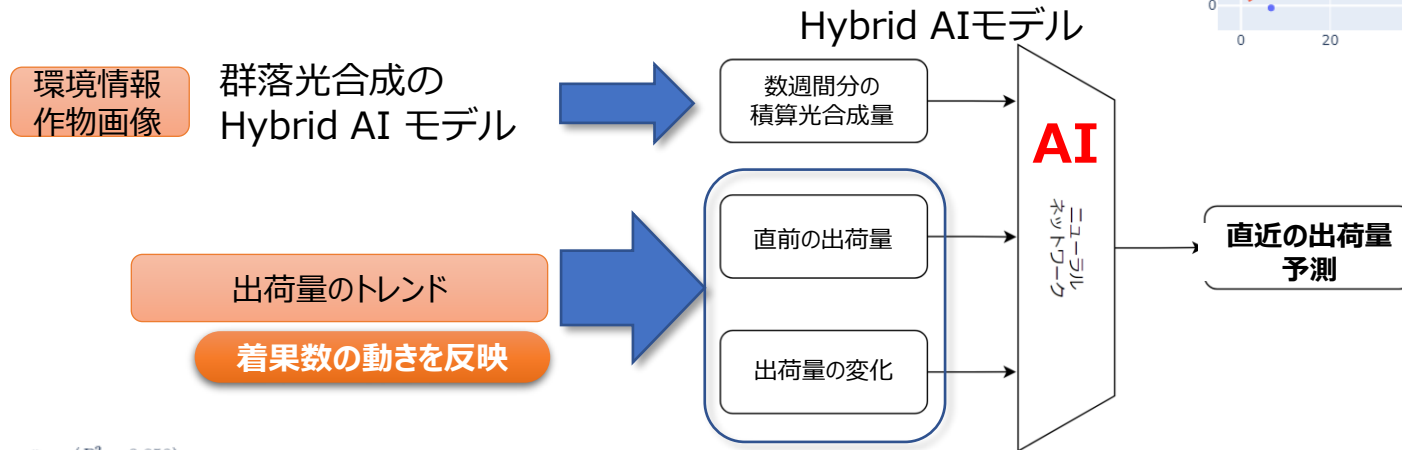 Hybrid AIモデル
0
0
20
環境情報
作物画像
群落光合成の
Hybrid AI モデル
数週間分の
積算光合成量
AI
ニューラル
ネットワーク
直前の出荷量
直近の出荷量
予測
出荷量のトレンド
着果数の動きを反映
出荷量の変化